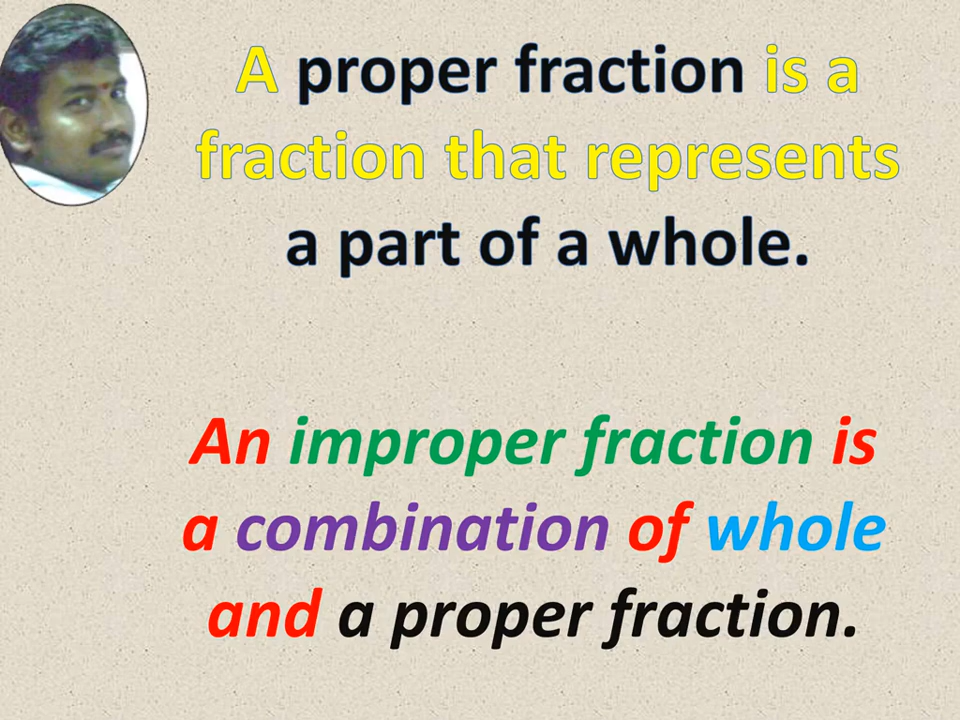 A proper fraction is a
fraction that represents
a part of a whole.
An improper fraction is
a combination of whole
and a proper fraction.